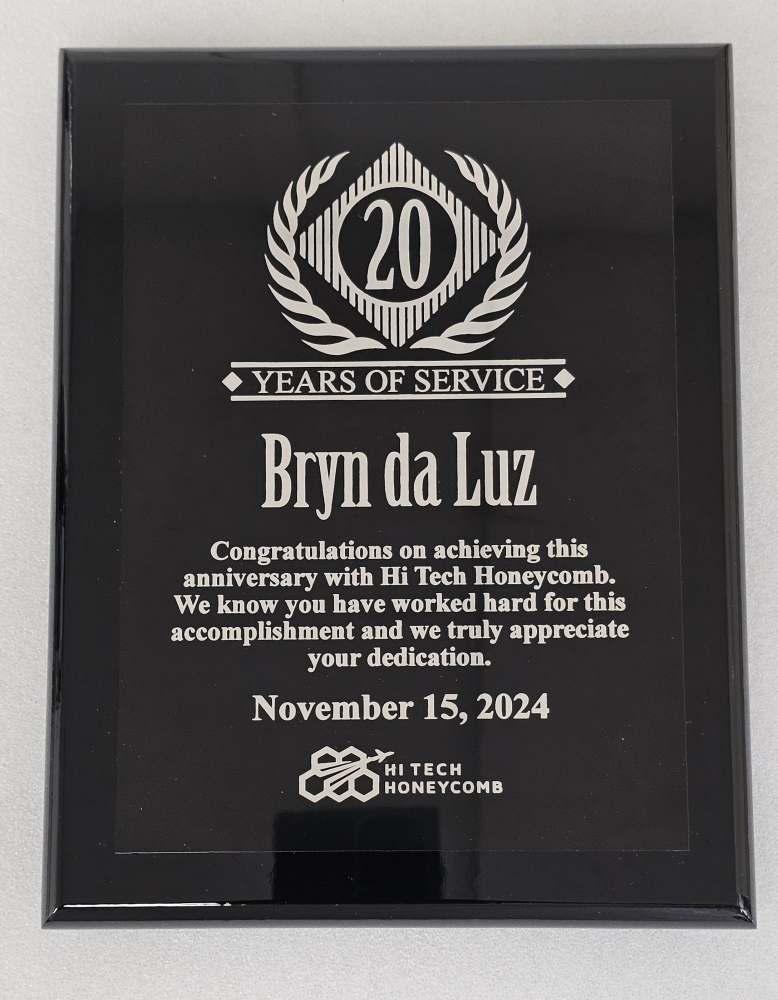 20
YEARS OF SERVICE
Bryn da Luz
Congratulations on achieving this
anniversary with Hi Tech Honeycomb.
We know you have worked hard for this
accomplishment and we truly appreciate
your dedication.
November 15, 2024
HI TECH
HONEYCOMB